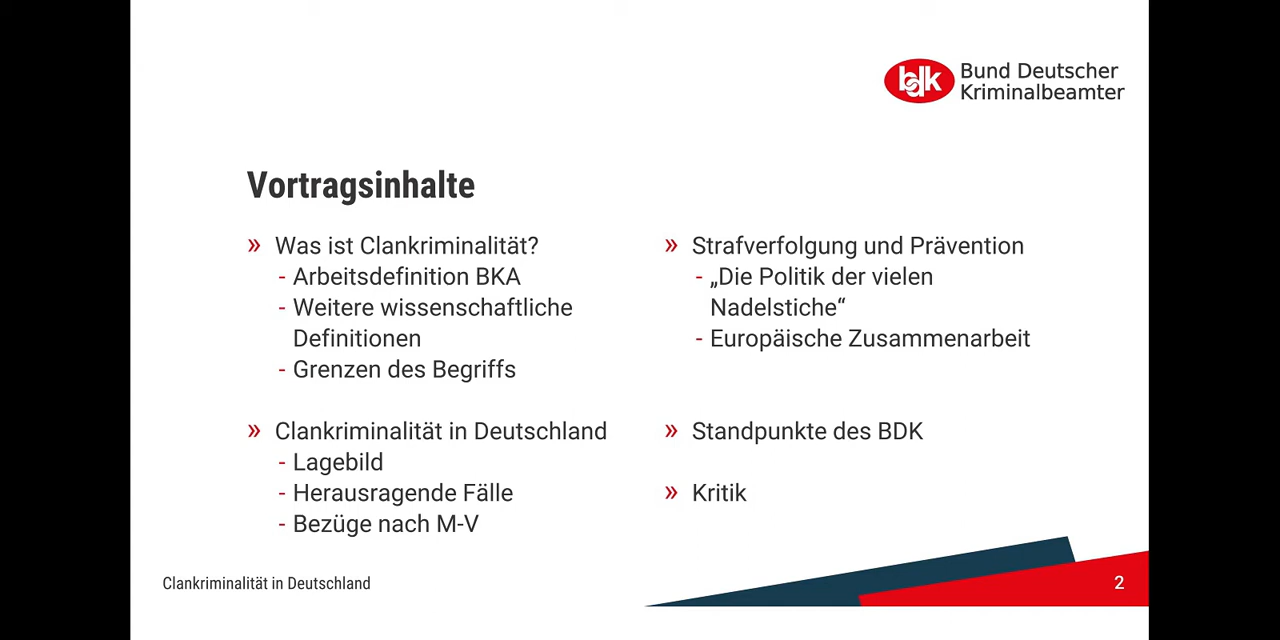 bdk Bund Deutscher
Kriminalbeamter
Vortragsinhalte
» Was ist Clankriminalität?
- Arbeitsdefinition BKA
- Weitere wissenschaftliche
Definitionen
- Grenzen des Begriffs
» Clankriminalität in Deutschland
- Lagebild
- Herausragende Fälle
- Bezüge nach M-V
» Strafverfolgung und Prävention
- „Die Politik der vielen
Nadelstiche“
- Europäische Zusammenarbeit
» Standpunkte des BDK
» Kritik
Clankriminalität in Deutschland
2